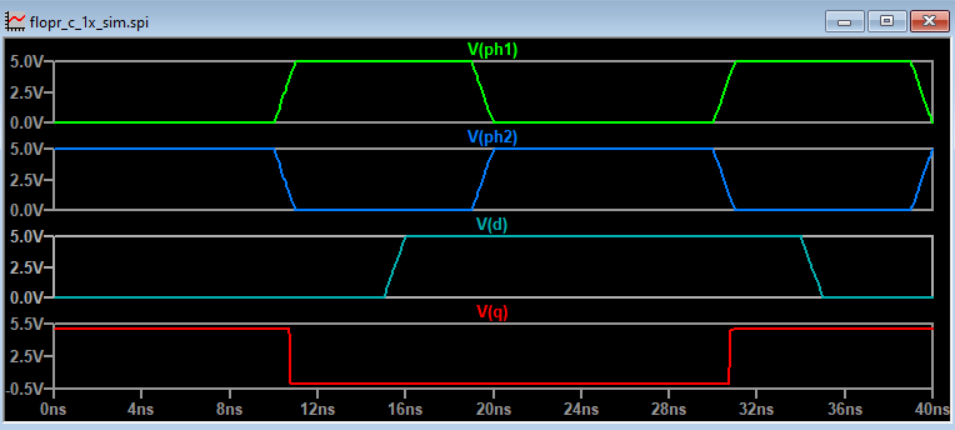 flopr_c_1x_sim.spi
V(ph1)
5.0V
2.5V
0.0V
V(ph2)
5.0V
2.5V
0.0V
V(d)
5.0V
2.5V
0.0V
V(q)
5.5V
2.5V
-0.5V
0ns 4ns 8ns 12ns 16ns 20ns 24ns 28ns 32ns 36ns 40ns